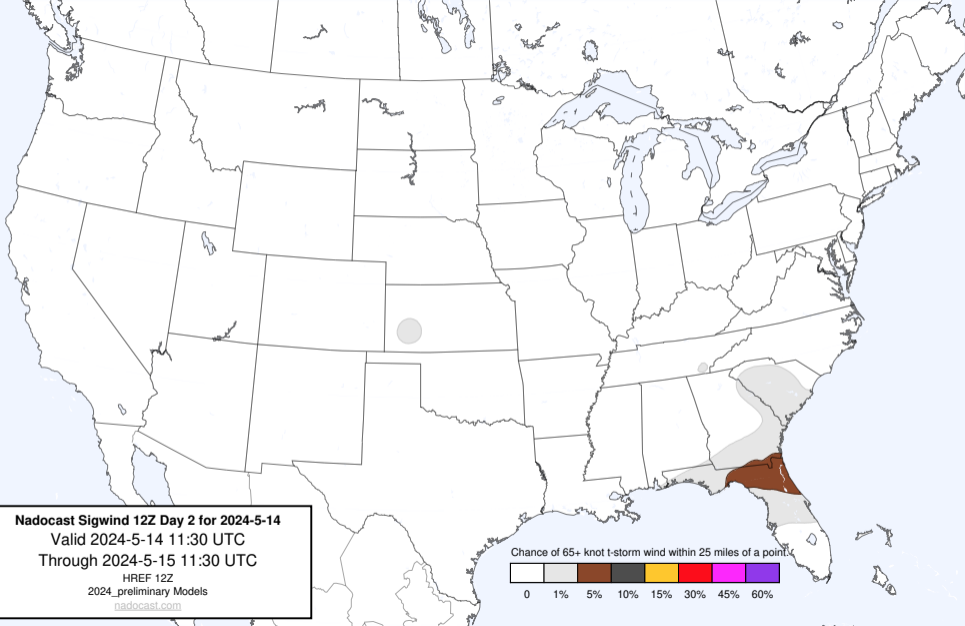 Nadocast Sigwind 12Z Day 2 for 2024-5-14
Valid 2024-5-14 11:30 UTC
Through 2024-5-15 11:30 UTC
HREF 12Z
2024_preliminary Models
nadocast.com
Chance of 65+ knot t-storm wind within 25 miles of a point.
0 1% 5% 10% 15% 30% 45% 60%